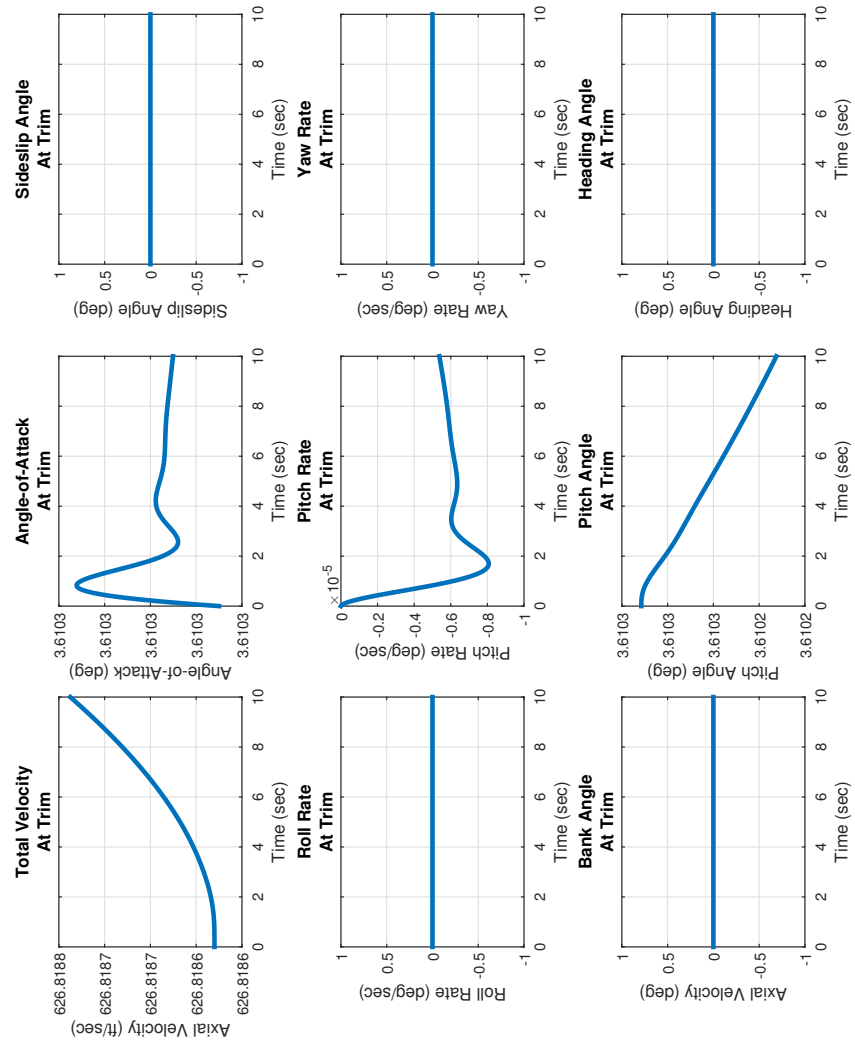 Total Velocity
At Trim
Axial Velocity (ft/sec)
626.8188
626.8187
626.8187
626.8186
626.8186
0 2 4 6 8 10
Time (sec)
Angle-of-Attack
At Trim
Angle-of-Attack (deg)
3.6103
3.6103
3.6103
3.6103
3.6103
0 2 4 6 8 10
Time (sec)
Sideslip Angle
At Trim
Sideslip Angle (deg)
1
0.5
0
-0.5
-1
0 2 4 6 8 10
Time (sec)
Roll Rate
At Trim
Roll Rate (deg/sec)
1
0.5
0
-0.5
-1
0 2 4 6 8 10
Time (sec)
Pitch Rate
At Trim
×10-5
Pitch Rate (deg/sec)
0
-0.2
-0.4
-0.6
-0.8
-1
0 2 4 6 8 10
Time (sec)
Yaw Rate
At Trim
Yaw Rate (deg/sec)
1
0.5
0
-0.5
-1
0 2 4 6 8 10
Time (sec)
Bank Angle
At Trim
Axial Velocity (deg)
1
0.5
0
-0.5
-1
0 2 4 6 8 10
Time (sec)
Pitch Angle
At Trim
Pitch Angle (deg)
3.6103
3.6103
3.6103
3.6102
3.6102
0 2 4 6 8 10
Time (sec)
Heading Angle
At Trim
Heading Angle (deg)
1
0.5
0
-0.5
-1
0 2 4 6 8 10
Time (sec)